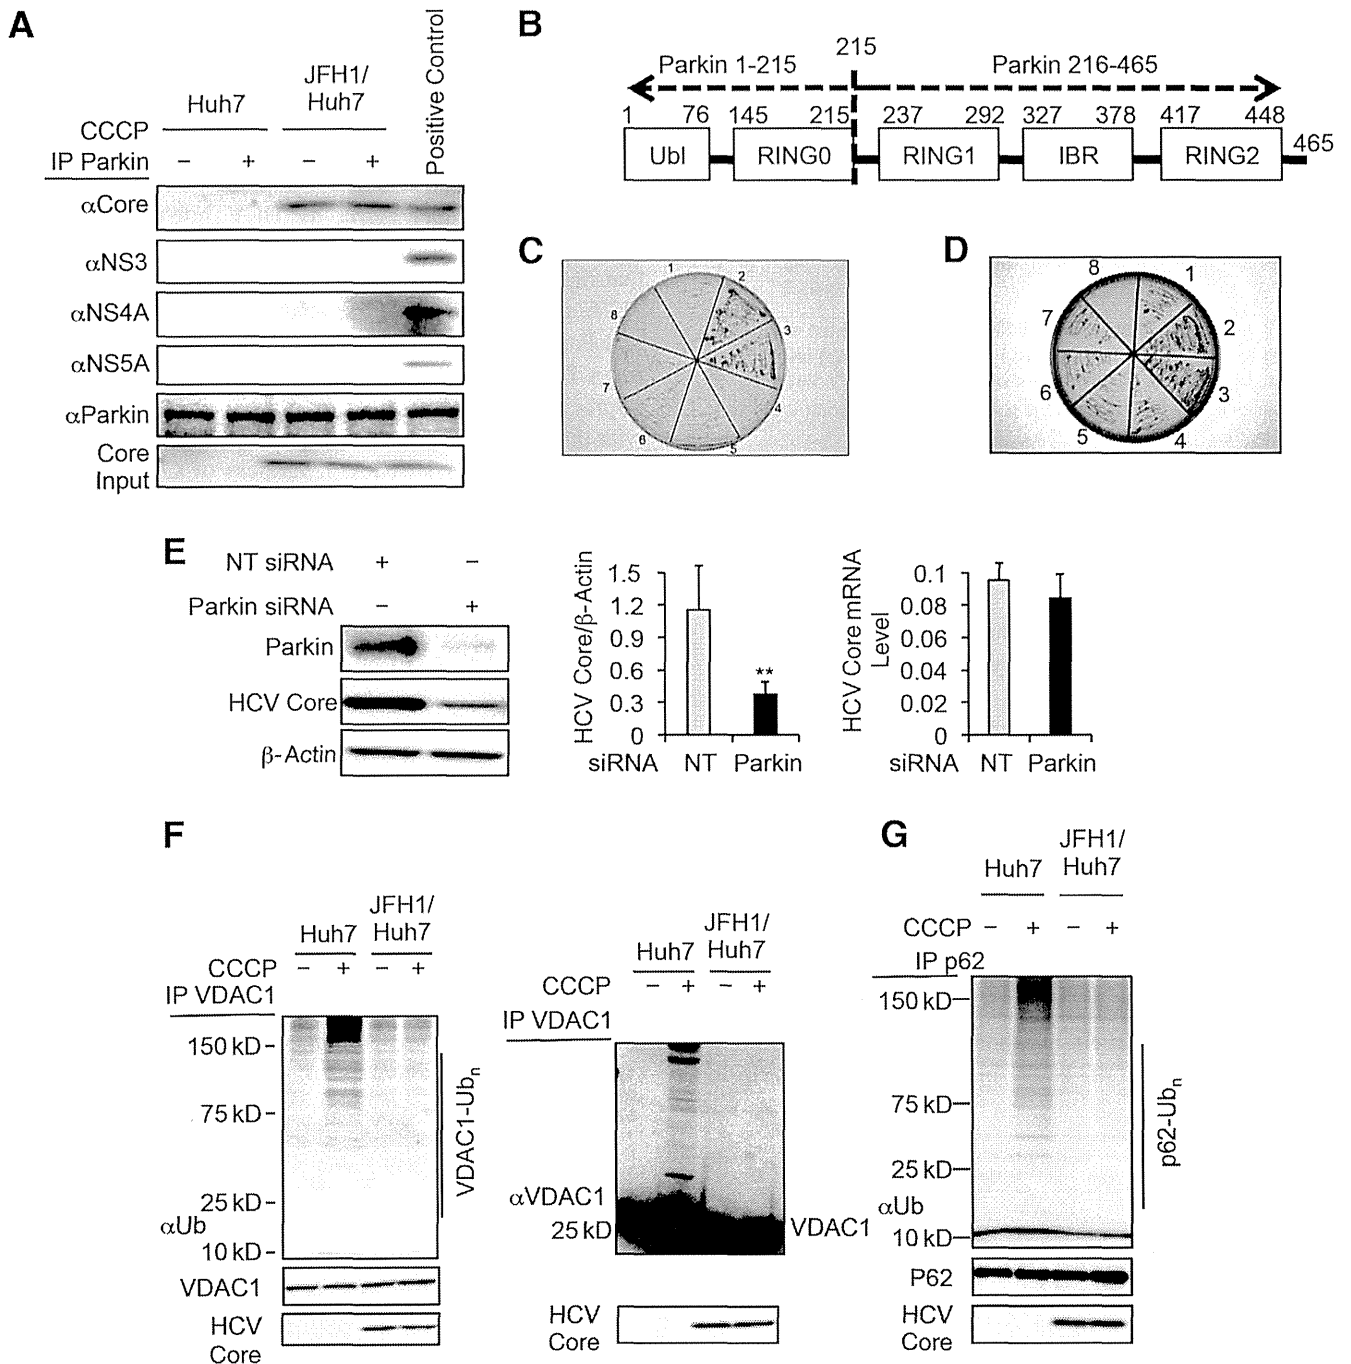 A
Huh7
JFH1/
Huh7
Positive Control
CCCP
IP Parkin − + − +
αCore
αNS3
αNS4A
αNS5A
αParkin
Core
Input
B
215
Parkin 1-215 Parkin 216-465
1 76 145 215 237 292 327 378 417 448
Ubl RING0 RING1 IBR RING2 465
C
1
2
3
4
5
6
7
8
D
1
2
3
4
5
6
7
8
E
NT siRNA + −
Parkin siRNA − +
Parkin
HCV Core
β-Actin
HCV Core/β-Actin
1.5
1.2
0.9
0.6
0.3
0
**
siRNA NT Parkin
HCV Core mRNA
Level
0.1
0.08
0.06
0.04
0.02
0
siRNA NT Parkin
F
Huh7
JFH1/
Huh7
CCCP − + − +
IP VDAC1
150 kD
75 kD
25 kD
αUb
10 kD
VDAC1-Ubn
VDAC1
HCV
Core
Huh7
JFH1/
Huh7
CCCP − + − +
IP VDAC1
αVDAC1
25 kD
VDAC1
HCV
Core
G
Huh7
JFH1/
Huh7
CCCP − + − +
IP p62
150 kD
75 kD
25 kD
αUb
10 kD
p62-Ubn
P62
HCV
Core